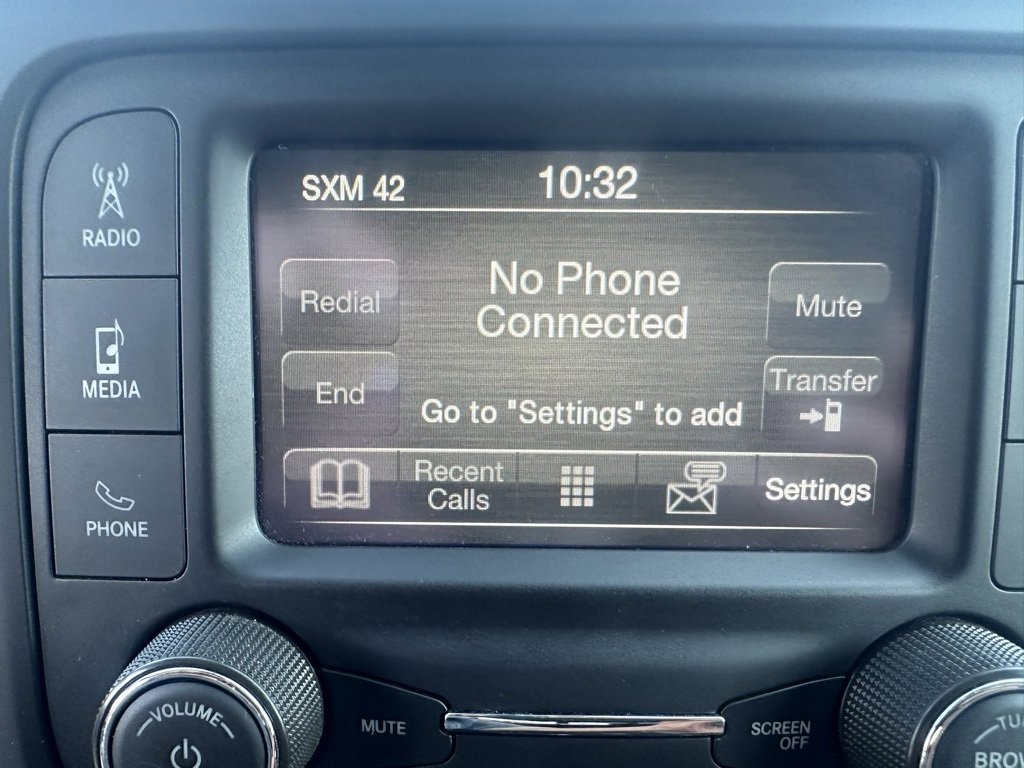 SXM 42
10:32
RADIO
No Phone
Connected
Redial
Mute
MEDIA
End
Transfer
Go to "Settings" to add
Recent
Calls
Settings
PHONE
VOLUME
MUTE
SCREEN
OFF